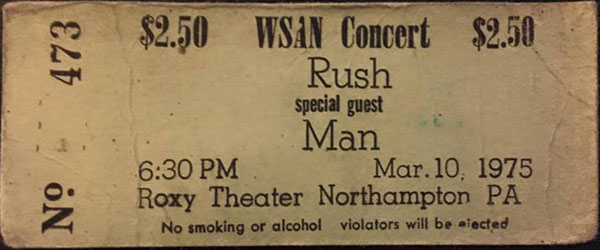 No. 473
$2.50 WSAN Concert $2.50
Rush
special guest
Man
6:30 PM Mar. 10, 1975
Roxy Theater Northampton PA
No smoking or alcohol violators will be ejected